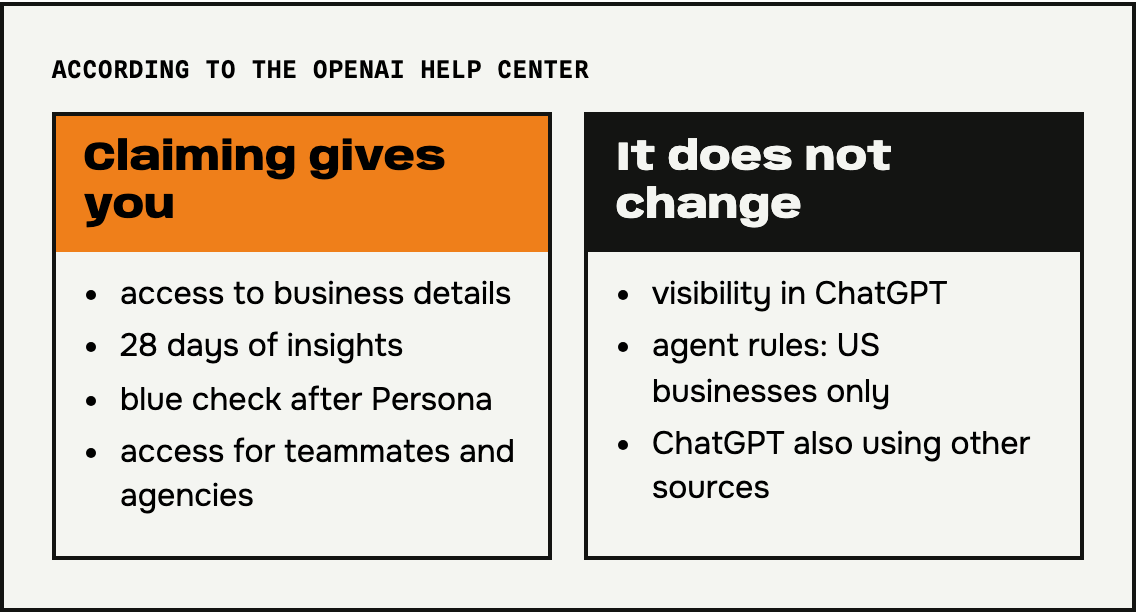 ACCORDING TO THE OPENAI HELP CENTER
Claiming gives
you
• access to business details
• 28 days of insights
• blue check after Persona
• access for teammates and
agencies
It does not
change
• visibility in ChatGPT
• agent rules: US
businesses only
• ChatGPT also using other
sources